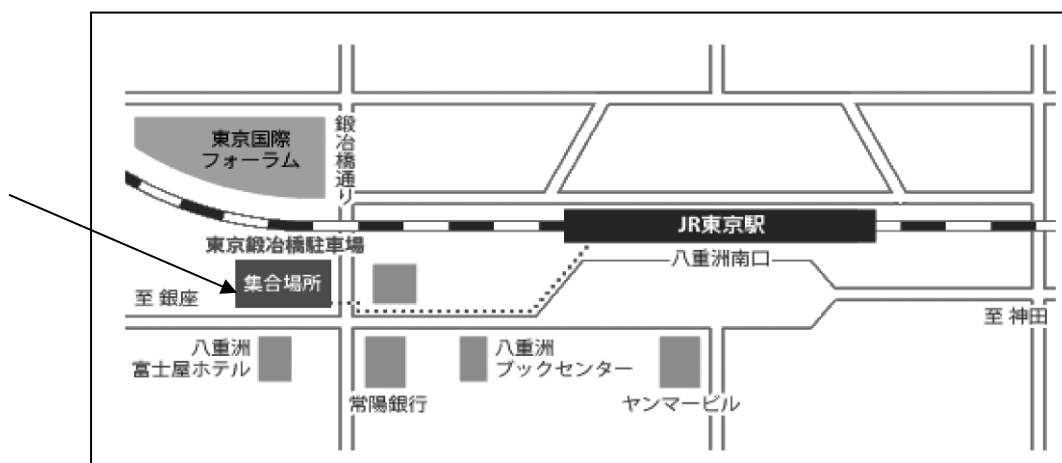 東京国際
フォーラム
鍛冶橋通り
JR東京駅
東京鍛冶橋駐車場
八重洲南口
集合場所
至 銀座
至 神田
八重洲
富士屋ホテル
八重洲
ブックセンター
常陽銀行
ヤンマービル